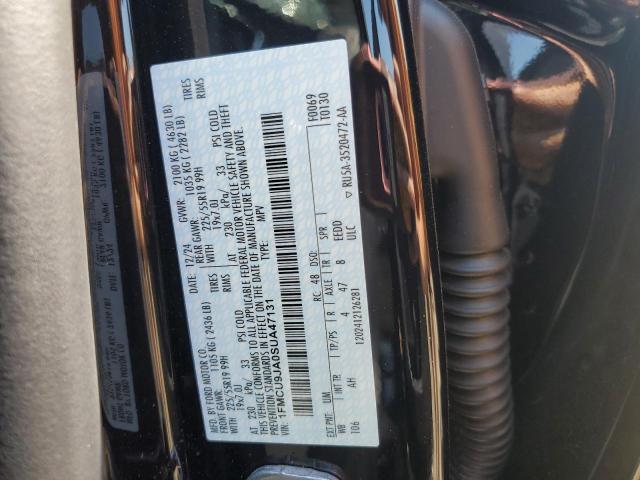 MFD. BY FORD MOTOR CO.
DATE: 12/24 GVWR: 2100 KG ( 4630 LB)
FRONT GAWR: 1105 KG ( 2436 LB) REAR GAWR: 1035 KG ( 2282 LB)
225/55R19 99H TIRES 225/55R19 99H TIRES
19x7.0J RIMS 19x7.0J RIMS
AT 230 kPa/ 33 PSI COLD AT 230 kPa/ 33 PSI COLD
THIS VEHICLE CONFORMS TO ALL APPLICABLE FEDERAL MOTOR VEHICLE SAFETY AND THEFT
PREVENTION STANDARDS IN EFFECT ON THE DATE OF MANUFACTURE SHOWN ABOVE.
VIN: 1FMCU9JA0SUA47131 TYPE: MPV
F0069
T0130
EXT PNT: UM RC: 48 DSO:
WB INT TR TP/PS R AXLE TR SPR
106 AH 4 47 8 EEDO
1202412126281 ULC
▽ RU5A-3520472-AA